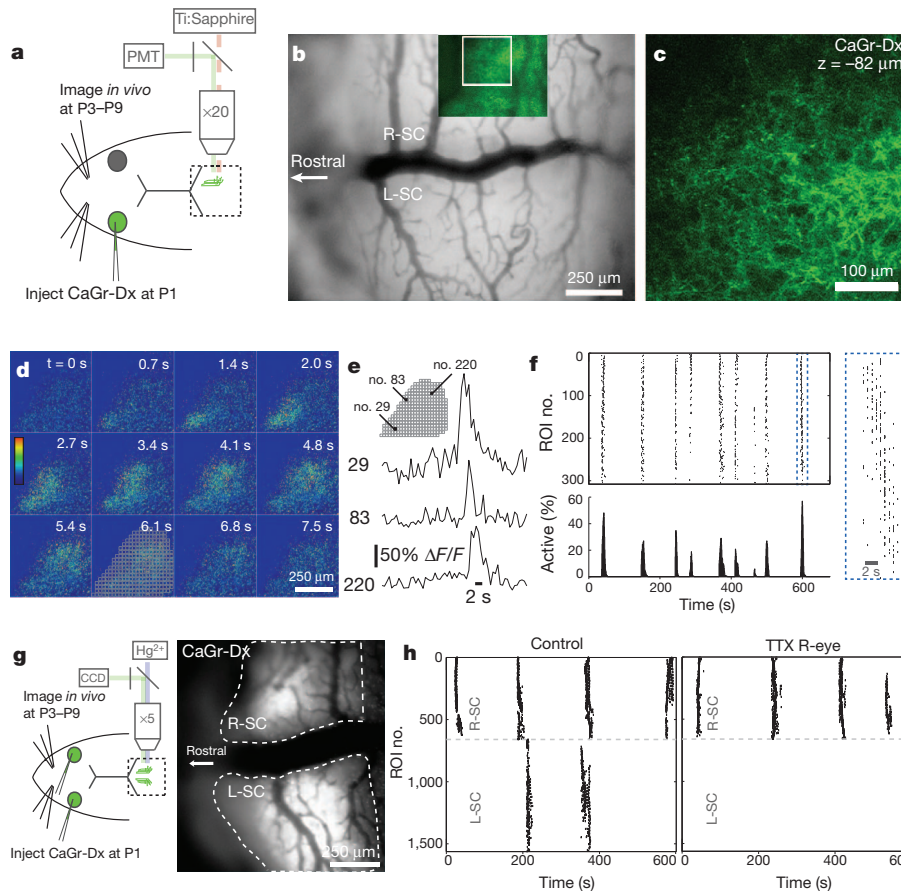 a
Ti:Sapphire
PMT
Image in vivo
at P3–P9
×20
Inject CaGr-Dx at P1
b
R-SC
Rostral
L-SC
250 μm
c
CaGr-Dx
z = –82 μm
100 μm
d
t = 0 s
0.7 s
1.4 s
2.0 s
2.7 s
3.4 s
4.1 s
4.8 s
5.4 s
6.1 s
6.8 s
7.5 s
250 μm
e
no. 220
no. 83
no. 29
29
83
50% ΔF/F
220
2 s
f
ROI no.
0
100
200
300
Active (%)
60
40
20
0
0
200
400
600
Time (s)
2 s
g
Hg2+
CCD
Image in vivo
at P3–P9
×5
Inject CaGr-Dx at P1
CaGr-Dx
R-SC
Rostral
L-SC
250 μm
h
Control
TTX R-eye
ROI no.
0
500
1,000
1,500
R-SC
L-SC
R-SC
L-SC
0
200
400
600
Time (s)
0
200
400
600
Time (s)